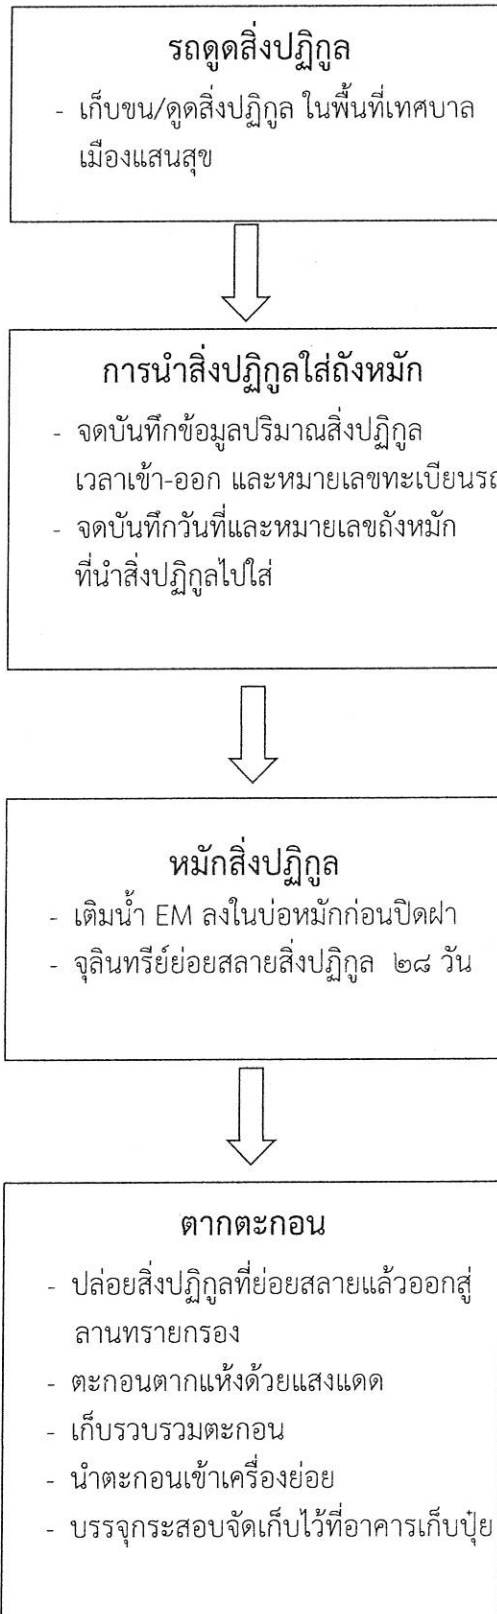 รถดูดสิ่งปฏิกูล
- เก็บขน/ดูดสิ่งปฏิกูล ในพื้นที่เทศบาล
เมืองแสนสุข
การนำสิ่งปฏิกูลใส่ถังหมัก
- จดบันทึกข้อมูลปริมาณสิ่งปฏิกูล
เวลาเข้า-ออก และหมายเลขทะเบียนรถ
- จดบันทึกวันที่และหมายเลขถังหมัก
ที่นำสิ่งปฏิกูลไปใส่
หมักสิ่งปฏิกูล
- เติมน้ำ EM ลงในบ่อหมักก่อนปิดฝา
- จุลินทรีย์ย่อยสลายสิ่งปฏิกูล ๒๘ วัน
ตากตะกอน
- ปล่อยสิ่งปฏิกูลที่ย่อยสลายแล้วออกสู่
ลานทรายกรอง
- ตะกอนตากแห้งด้วยแสงแดด
- เก็บรวบรวมตะกอน
- นำตะกอนเข้าเครื่องย่อย
- บรรจุกระสอบจัดเก็บไว้ที่อาคารเก็บปุ๋ย